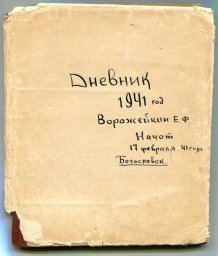 Дневник
1941 год
Ворожейкин Е.Ф
Начат
17 февраля 41 года
Богословск